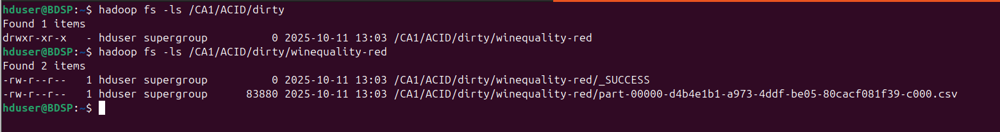 hduser@BDSP:~$ hadoop fs -ls /CA1/ACID/dirty
Found 1 items
drwxr-xr-x   - hduser supergroup          0 2025-10-11 13:03 /CA1/ACID/dirty/winequality-red
hduser@BDSP:~$ hadoop fs -ls /CA1/ACID/dirty/winequality-red
Found 2 items
-rw-r--r--   1 hduser supergroup          0 2025-10-11 13:03 /CA1/ACID/dirty/winequality-red/_SUCCESS
-rw-r--r--   1 hduser supergroup      83880 2025-10-11 13:03 /CA1/ACID/dirty/winequality-red/part-00000-d4b4e1b1-a973-4ddf-be05-80cacf081f39-c000.csv
hduser@BDSP:~$